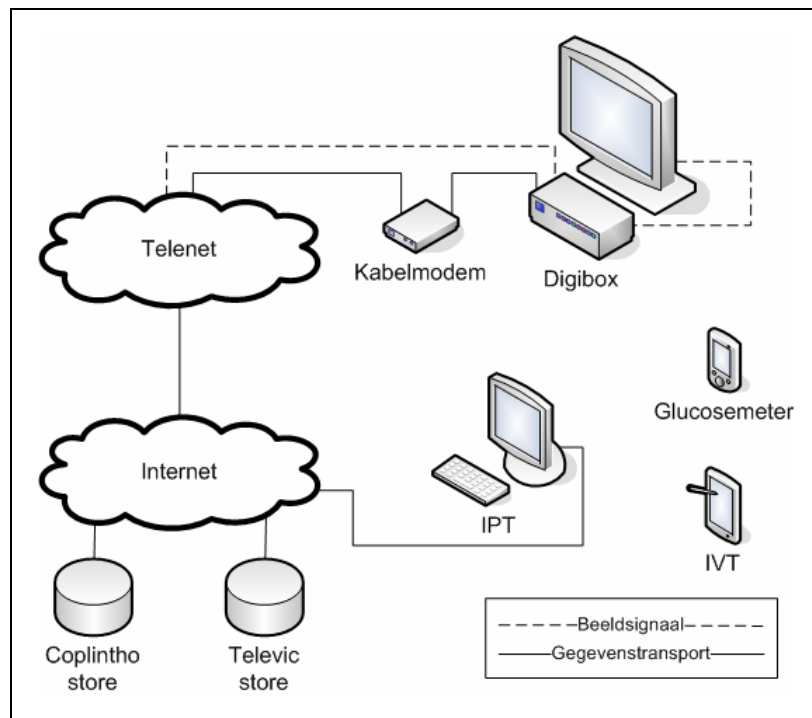 Telenet
Kabelmodem
Digibox
Glucosemeter
Internet
IPT
IVT
Coplintho
store
Televic
store
Beeldsignaal
Gegevenstransport